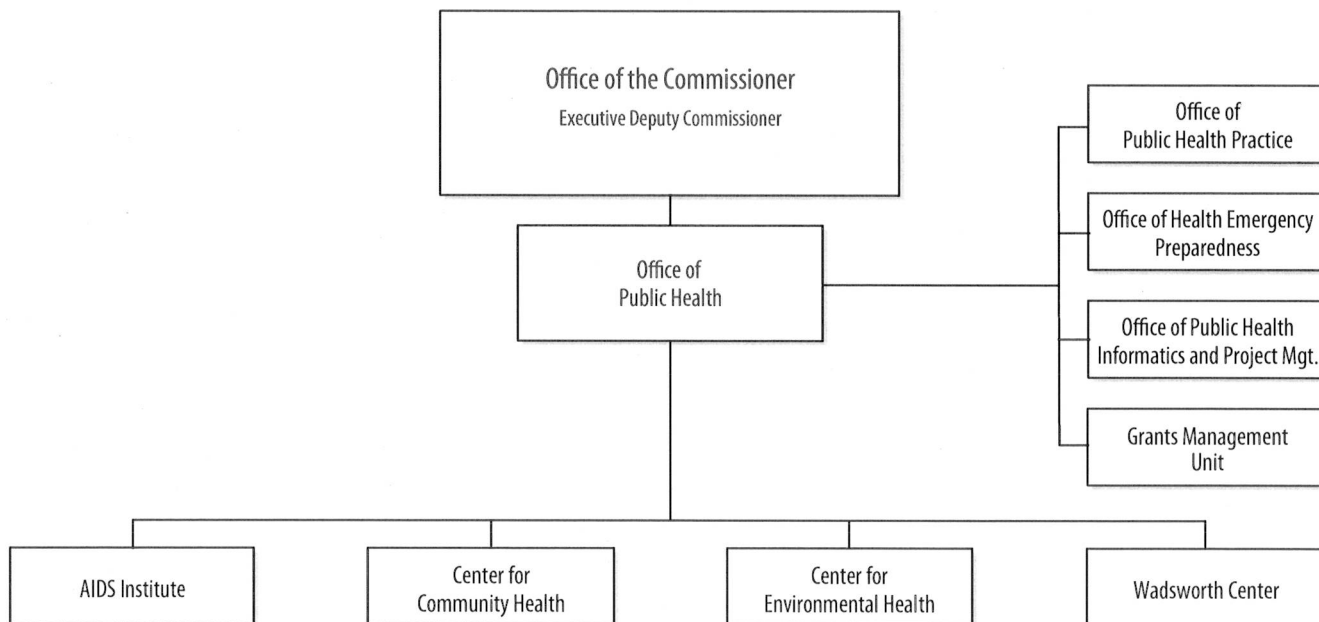 Office of the Commissioner
Executive Deputy Commissioner
Office of
Public Health
Office of
Public Health Practice
Office of Health Emergency
Preparedness
Office of Public Health
Informatics and Project Mgt.
Grants Management
Unit
AIDS Institute
Center for
Community Health
Center for
Environmental Health
Wadsworth Center